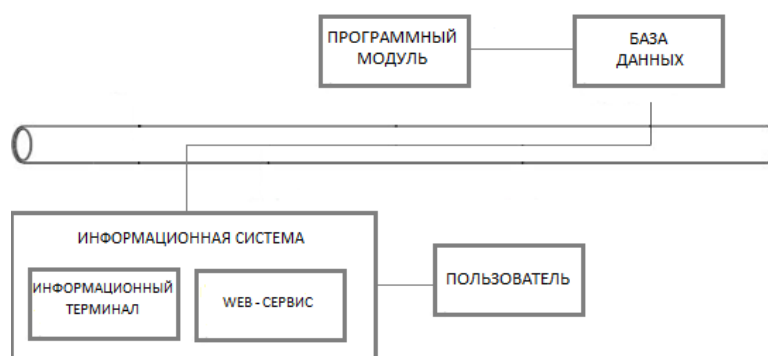 ПРОГРАММНЫЙ
МОДУЛЬ
БАЗА
ДАННЫХ
ИНФОРМАЦИОННАЯ СИСТЕМА
ИНФОРМАЦИОННЫЙ
ТЕРМИНАЛ
WEB - СЕРВИС
ПОЛЬЗОВАТЕЛЬ